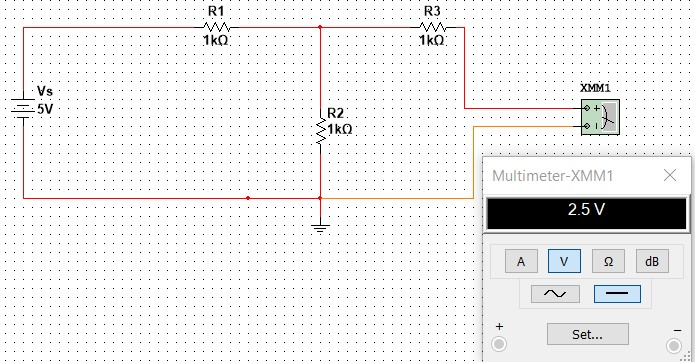 R1
1kΩ
R3
1kΩ
Vs
5V
R2
1kΩ
XMM1
Multimeter-XMM1
2.5 V
A
V
Ω
dB
+
Set...
−